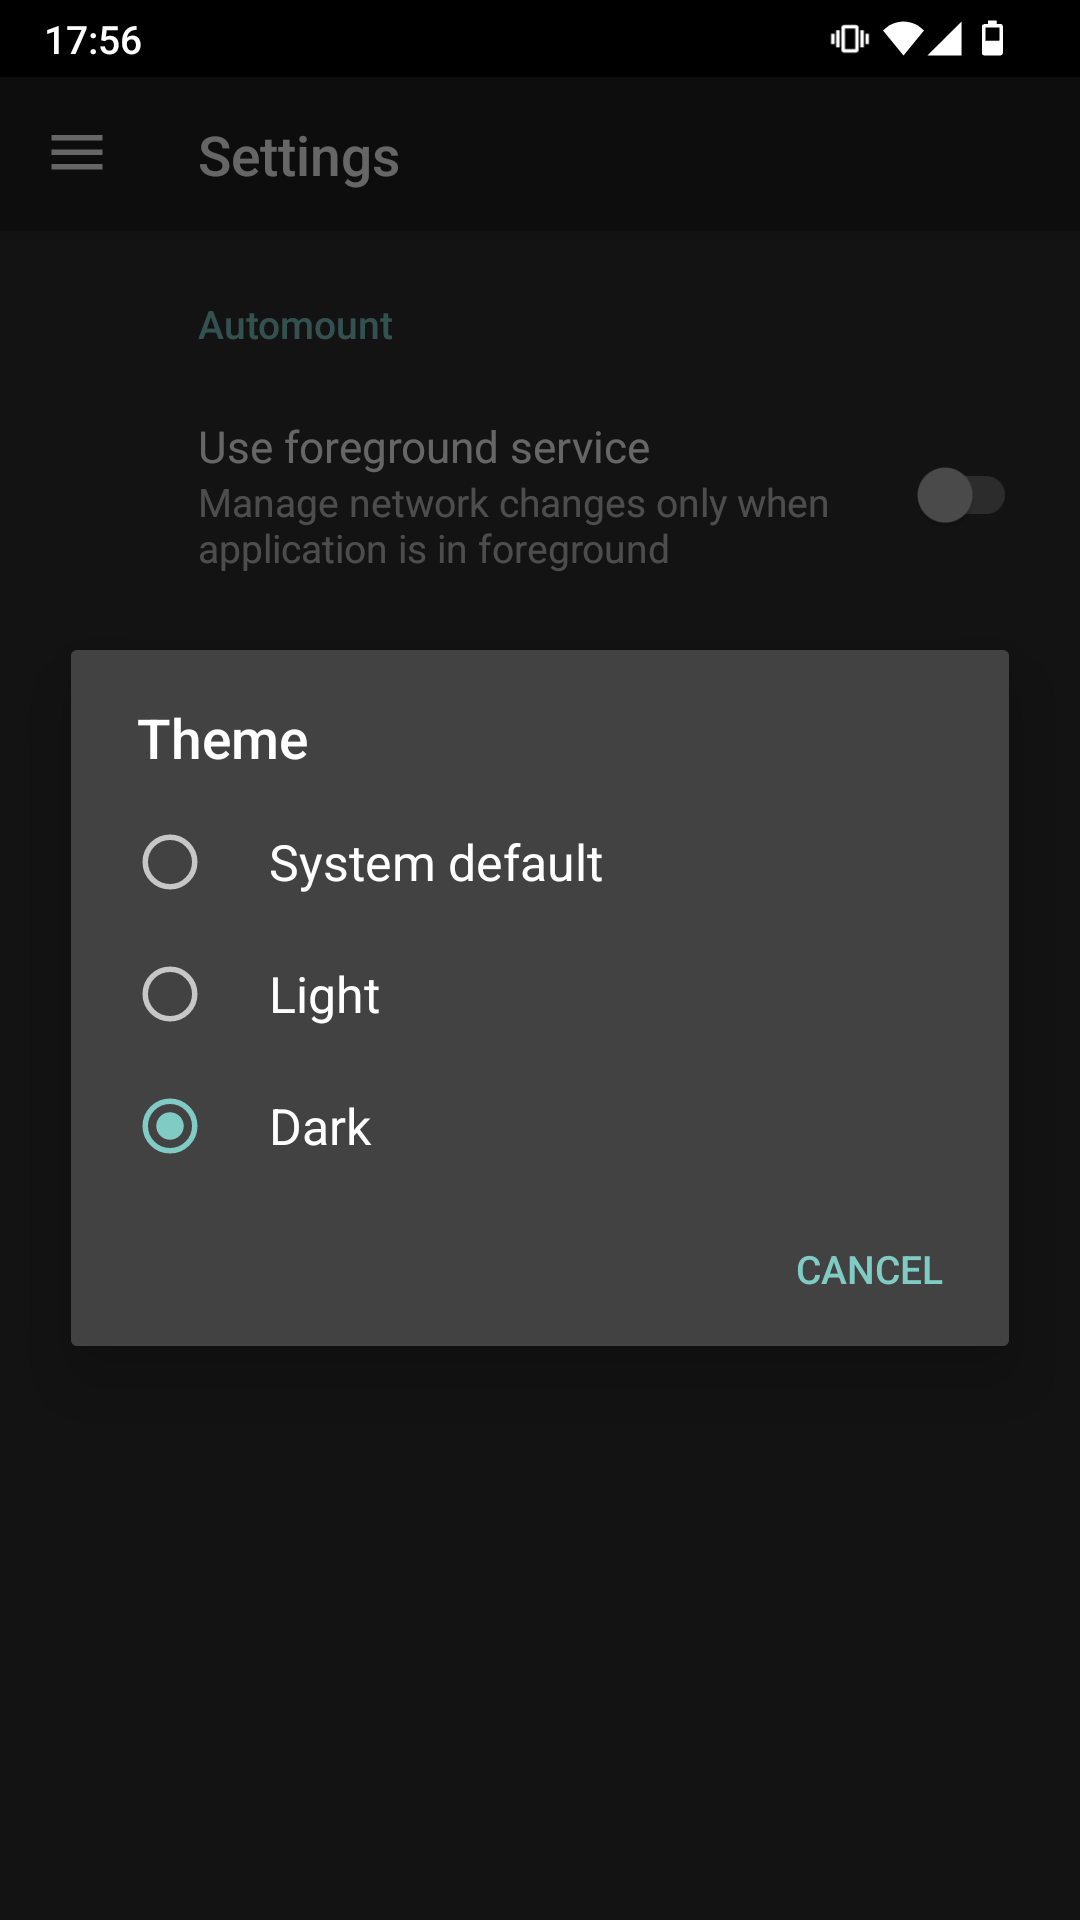 17:56
Settings
Automount
Use foreground service
Manage network changes only when
application is in foreground
Theme
System default
Light
Dark
CANCEL